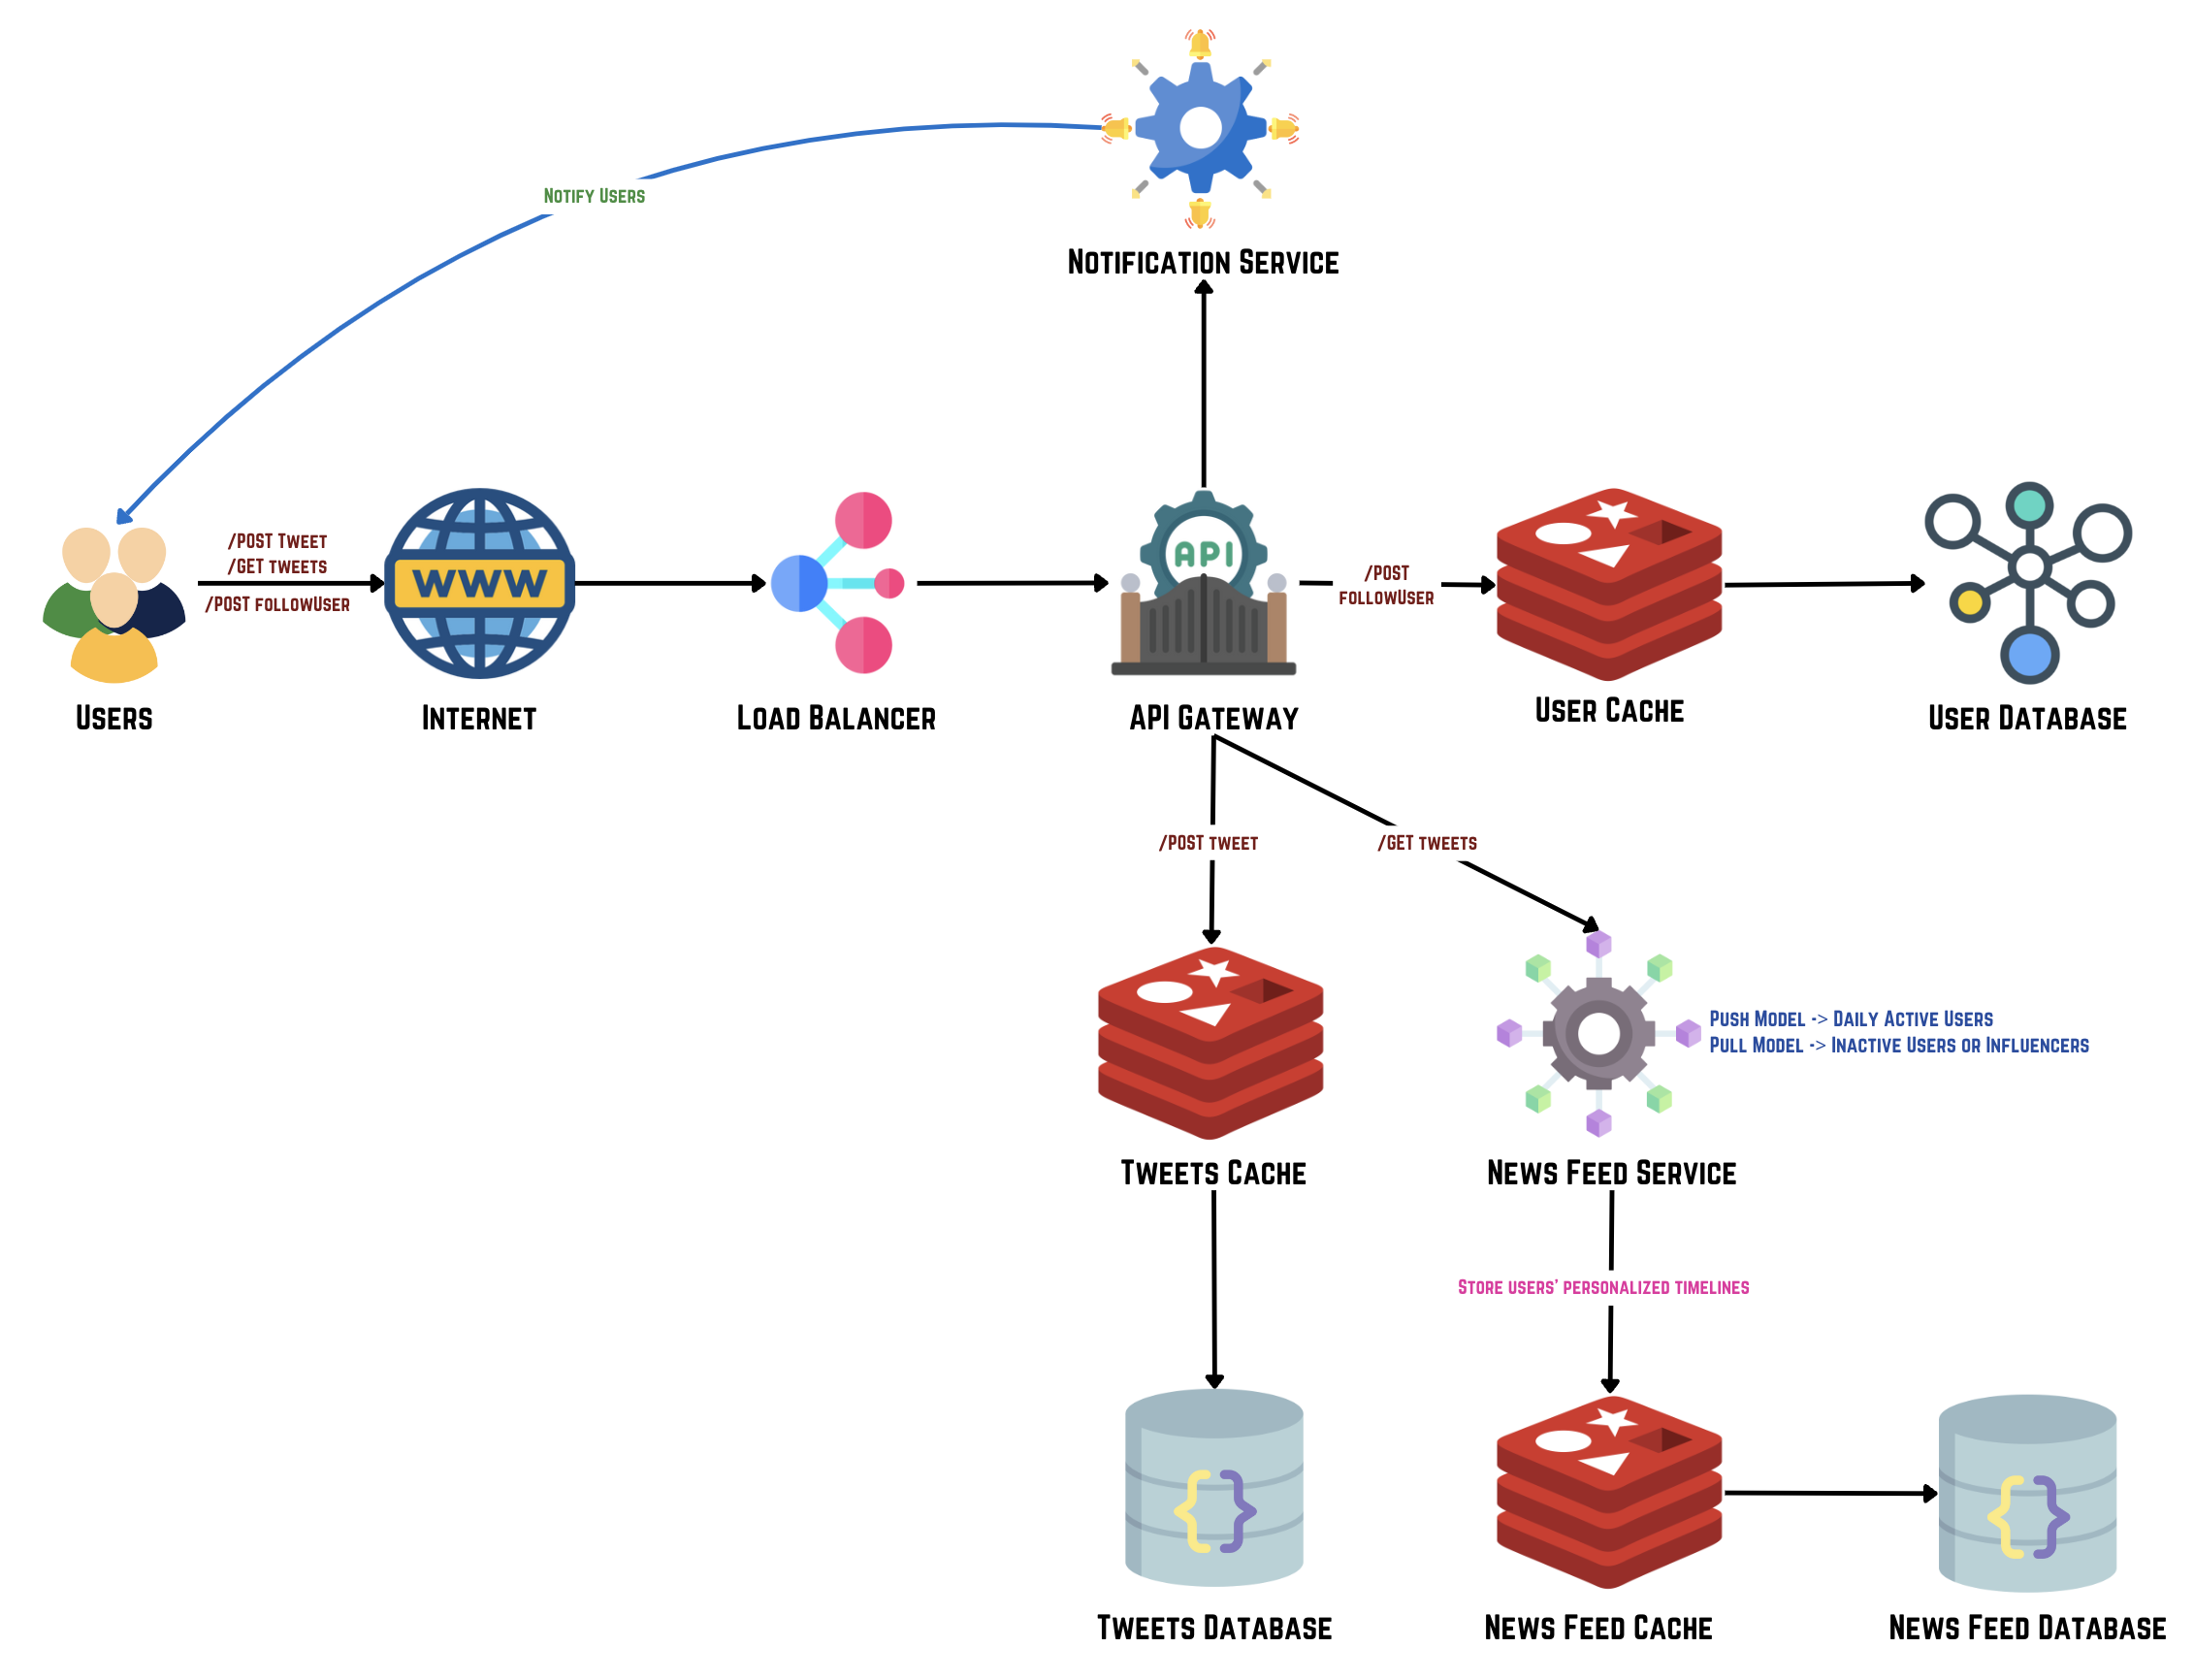 Notify Users
Notification Service
/POST Tweet
/GET tweets
/POST followUser
WWW
API
/POST
followUser
Users
Internet
Load Balancer
API Gateway
User Cache
User Database
/POST tweet
/GET tweets
Push Model -> Daily Active Users
Pull Model -> Inactive Users or Influencers
Tweets Cache
News Feed Service
Store users' personalized timelines
{ }
{ }
Tweets Database
News Feed Cache
News Feed Database